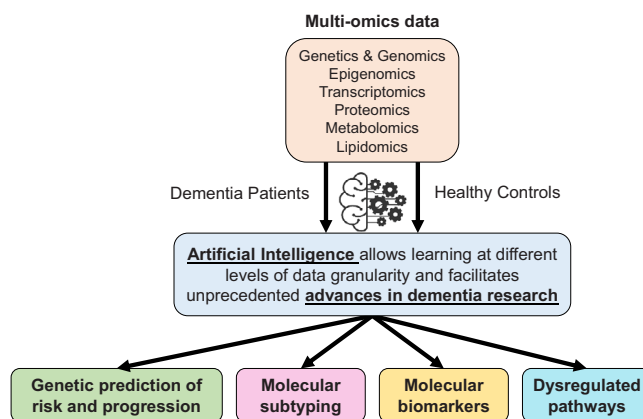 Multi-omics data
Genetics & Genomics
Epigenomics
Transcriptomics
Proteomics
Metabolomics
Lipidomics
Dementia Patients
Healthy Controls
Artificial Intelligence allows learning at different
levels of data granularity and facilitates
unprecedented advances in dementia research
Genetic prediction of
risk and progression
Molecular
subtyping
Molecular
biomarkers
Dysregulated
pathways